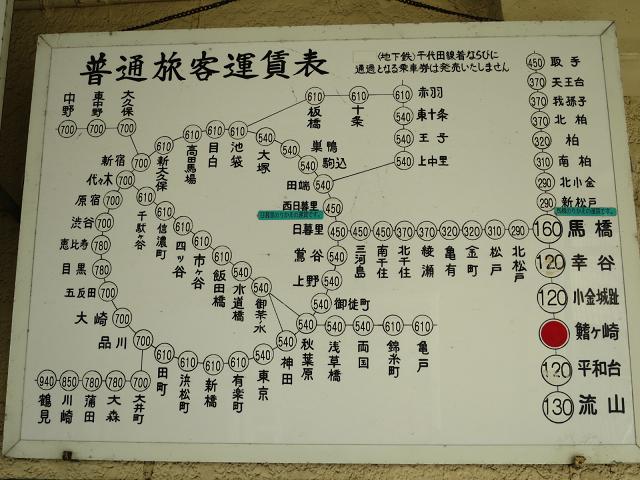 普通旅客運賃表
(地下鉄)千代田線着ならびに
通過となる乗車券は発売いたしません
中野 700
東中野 700
大久保 700
新宿 700
新大久保 610
高田馬場 610
目白 610
池袋 610
大塚 540
巣鴨 540
駒込 540
田端 540
板橋 610
十条 610
赤羽 610
東十条 540
王子 540
上中里 540
西日暮里 450
日暮里 450
三河島 450
南千住 450
北千住 370
綾瀬 370
亀有 320
金町 320
松戸 310
北松戸 290
鶯谷 540
上野 540
御徒町 540
秋葉原 540
浅草橋 540
両国 540
錦糸町 610
亀戸 610
神田 540
東京 540
有楽町 610
新橋 610
浜松町 610
田町 610
品川 700
大崎 700
五反田 700
目黒 780
恵比寿 780
渋谷 700
原宿 700
代々木 700
千駄ヶ谷 610
信濃町 610
四ッ谷 610
市ヶ谷 610
飯田橋 610
水道橋 540
御茶ノ水 540
大井町 700
大森 780
蒲田 780
川崎 850
鶴見 940
450 取手
370 天王台
370 我孫子
370 北柏
320 柏
310 南柏
290 北小金
290 新松戸
160 馬橋
120 幸谷
120 小金城趾
鰭ヶ崎
120 平和台
130 流山